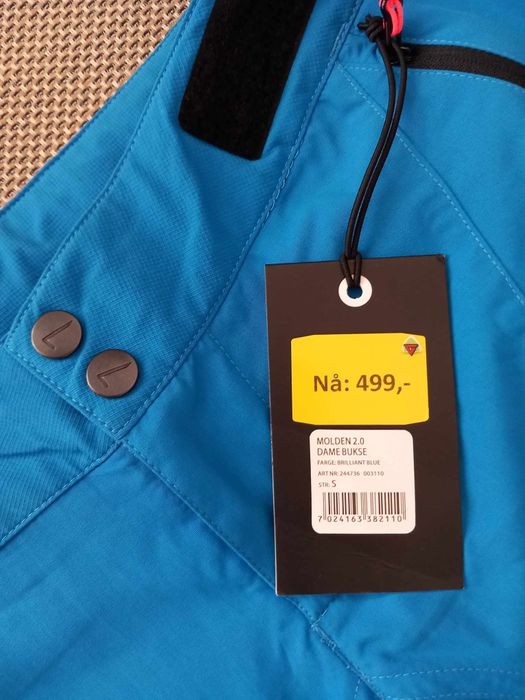 Nå: 499,-
MOLDEN 2.0
DAME BUKSE
FARGE: BRILLIANT BLUE
ART NR: 244736 003110
STR: S
7 024163 382110